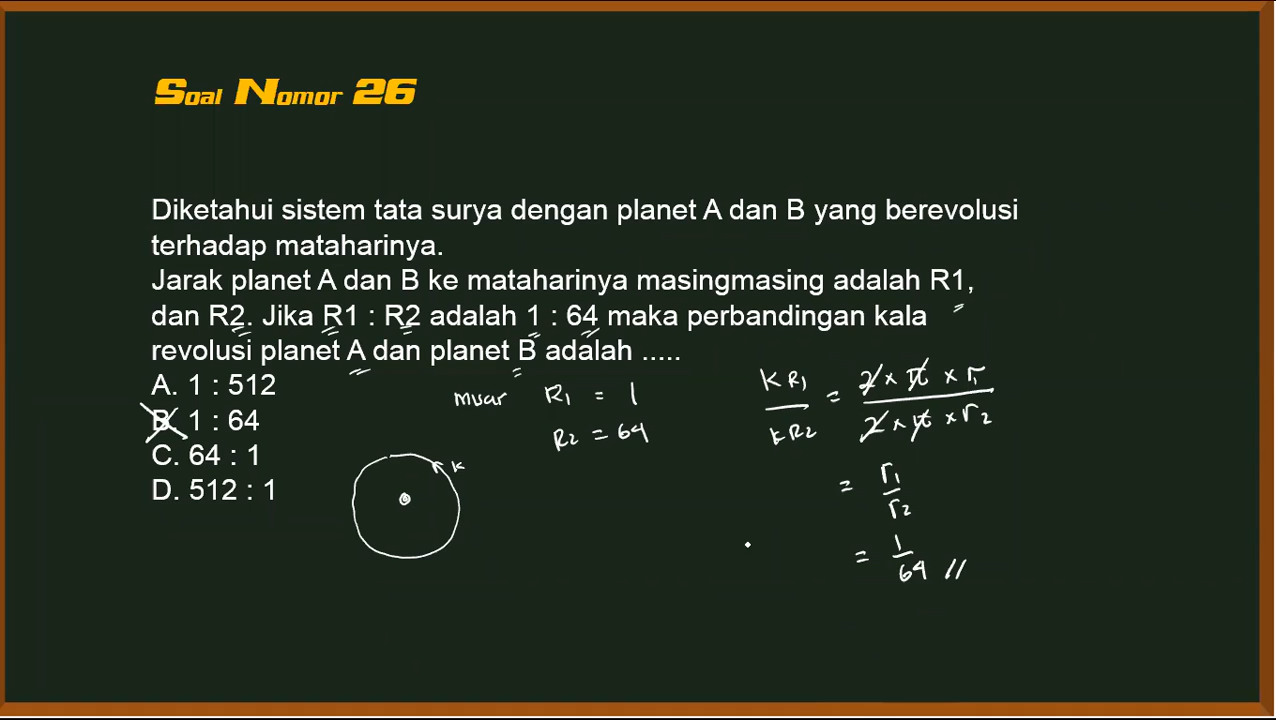 Soal Nomor 26
Diketahui sistem tata surya dengan planet A dan B yang berevolusi
terhadap mataharinya.
Jarak planet A dan B ke mataharinya masingmasing adalah R1,
dan R2. Jika R1 : R2 adalah 1 : 64 maka perbandingan kala
revolusi planet A dan planet B adalah .....
A. 1 : 512
B. 1 : 64
C. 64 : 1
D. 512 : 1
R1 = 1
R2 = 64
K
K R1 / K R2 = 2 × π × r1 / 2 × π × r2
= r1 / r2
= 1 / 64 //